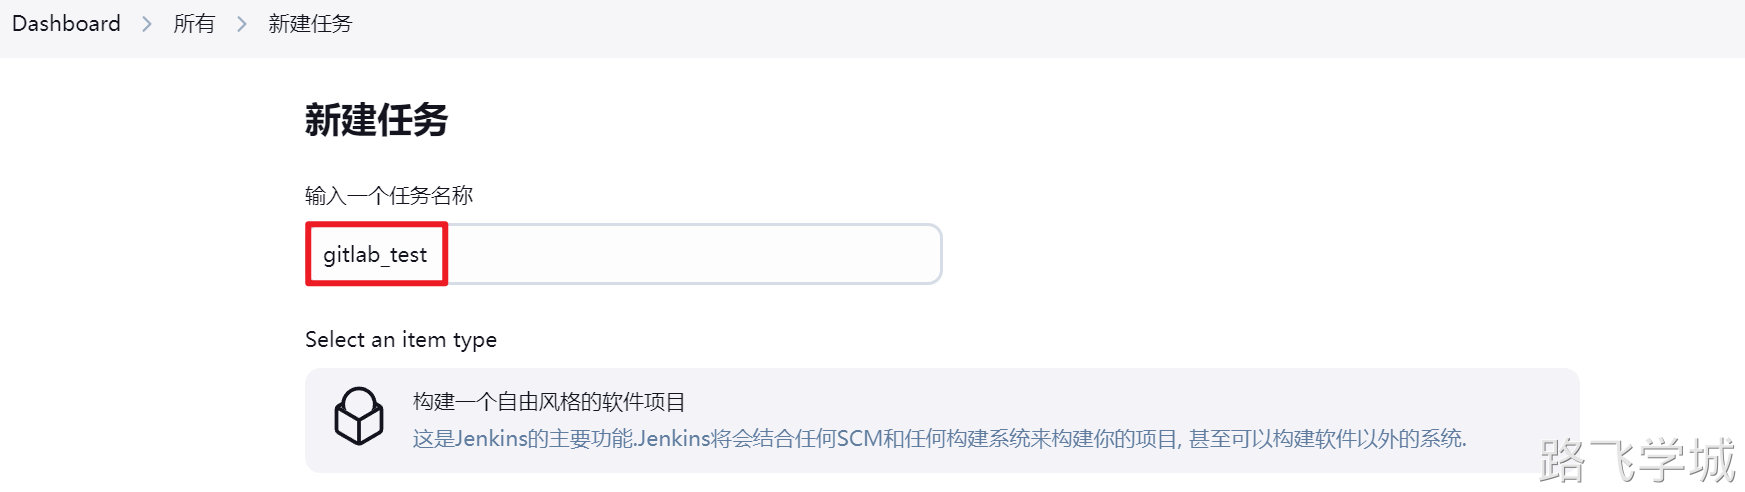 Dashboard > 所有 > 新建任务
新建任务
输入一个任务名称
gitlab_test
Select an item type
构建一个自由风格的软件项目
这是Jenkins的主要功能.Jenkins将会结合任何SCM和任何构建系统来构建你的项目, 甚至可以构建软件以外的系统.
路飞学城